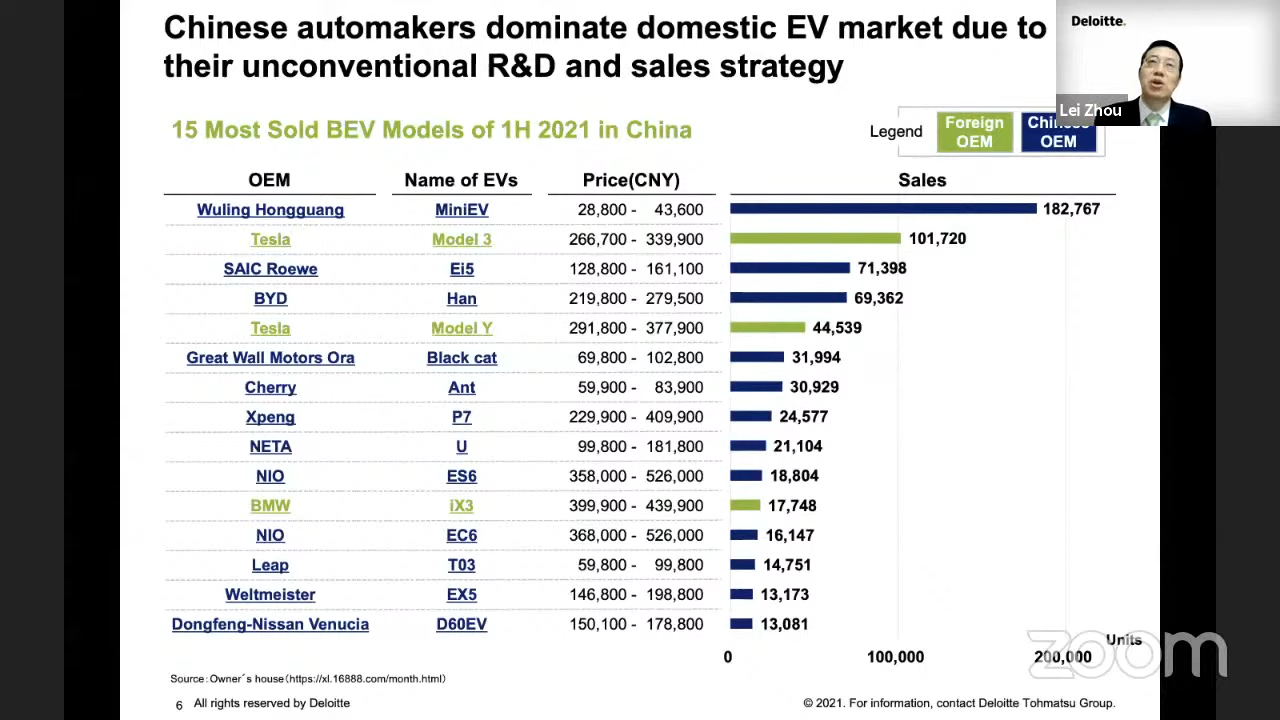 Chinese automakers dominate domestic EV market due to
their unconventional R&D and sales strategy
Deloitte.
Lei Zhou
15 Most Sold BEV Models of 1H 2021 in China
Legend
Foreign
OEM
Chinese
OEM
OEM Name of EVs Price(CNY) Sales
Wuling Hongguang MiniEV 28,800 - 43,600 182,767
Tesla Model 3 266,700 - 339,900 101,720
SAIC Roewe Ei5 128,800 - 161,100 71,398
BYD Han 219,800 - 279,500 69,362
Tesla Model Y 291,800 - 377,900 44,539
Great Wall Motors Ora Black cat 69,800 - 102,800 31,994
Cherry Ant 59,900 - 83,900 30,929
Xpeng P7 229,900 - 409,900 24,577
NETA U 99,800 - 181,800 21,104
NIO ES6 358,000 - 526,000 18,804
BMW iX3 399,900 - 439,900 17,748
NIO EC6 368,000 - 526,000 16,147
Leap T03 59,800 - 99,800 14,751
Weltmeister EX5 146,800 - 198,800 13,173
Dongfeng-Nissan Venucia D60EV 150,100 - 178,800 13,081
Units
0 100,000 200,000
zoom
Source:Owner´s house(https://xl.16888.com/month.html)
6 All rights reserved by Deloitte © 2021. For information, contact Deloitte Tohmatsu Group.